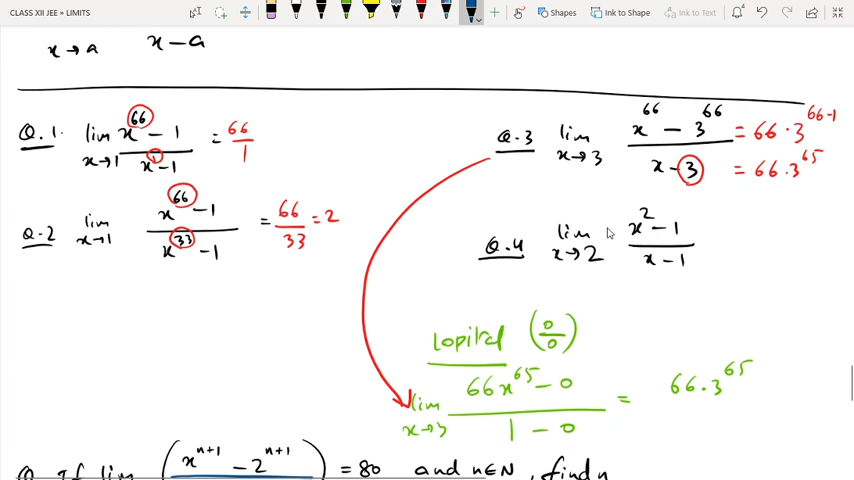 CLASS XII JEE » LIMITS
Shapes Ink to Shape Ink to Text
x→a x-a
Q.1. lim x→1 (x^66 - 1)/(x^1 - 1) = 66/1
Q.2 lim x→1 (x^66 - 1)/(x^33 - 1) = 66/33 = 2
Q.3 lim x→3 (x^66 - 3^66)/(x - 3) = 66·3^66-1
= 66·3^65
Q.4 lim x→2 (x^2 - 1)/(x - 1)
Lopital (0/0)
lim x→3 (66x^65 - 0)/(1 - 0) = 66·3^65
Q. If lim (x^n+1 - 2^n+1) = 80 and n∈N, find n